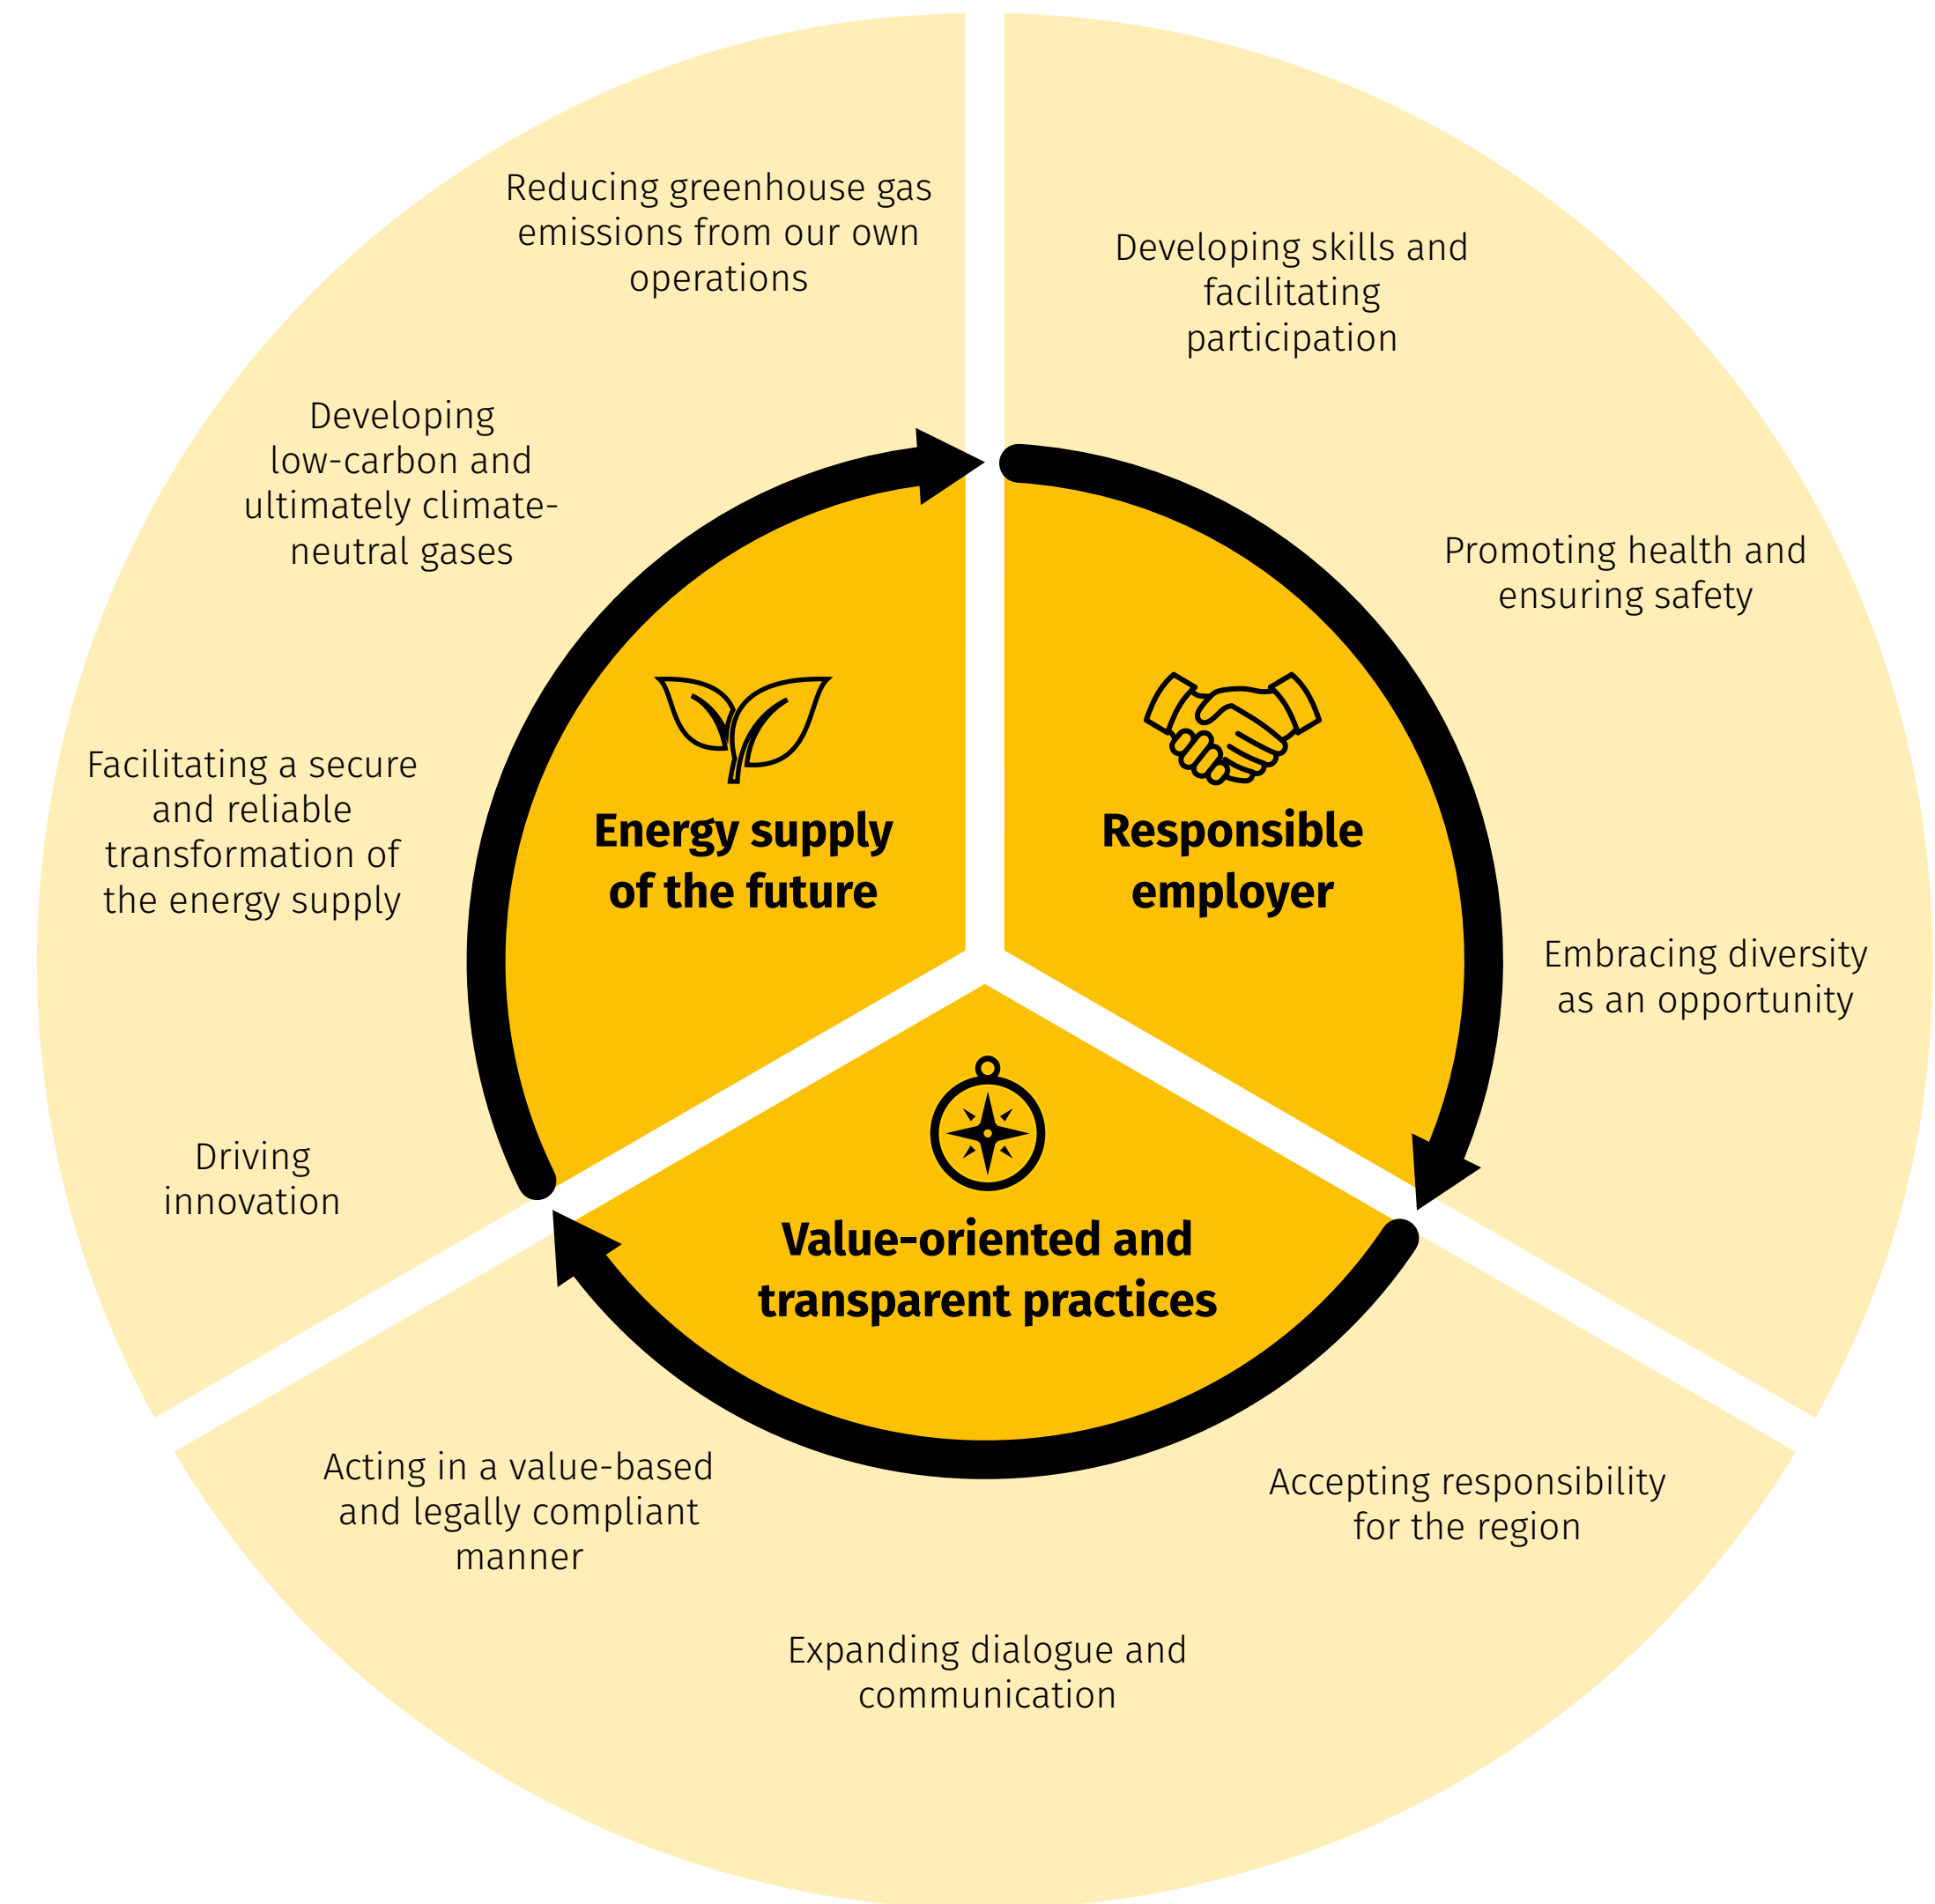 Reducing greenhouse gas
emissions from our own
operations
Developing
low-carbon and
ultimately climate-
neutral gases
Facilitating a secure
and reliable
transformation of
the energy supply
Driving
innovation
Energy supply
of the future
Developing skills and
facilitating
participation
Promoting health and
ensuring safety
Embracing diversity
as an opportunity
Responsible
employer
Value-oriented and
transparent practices
Acting in a value-based
and legally compliant
manner
Expanding dialogue and
communication
Accepting responsibility
for the region